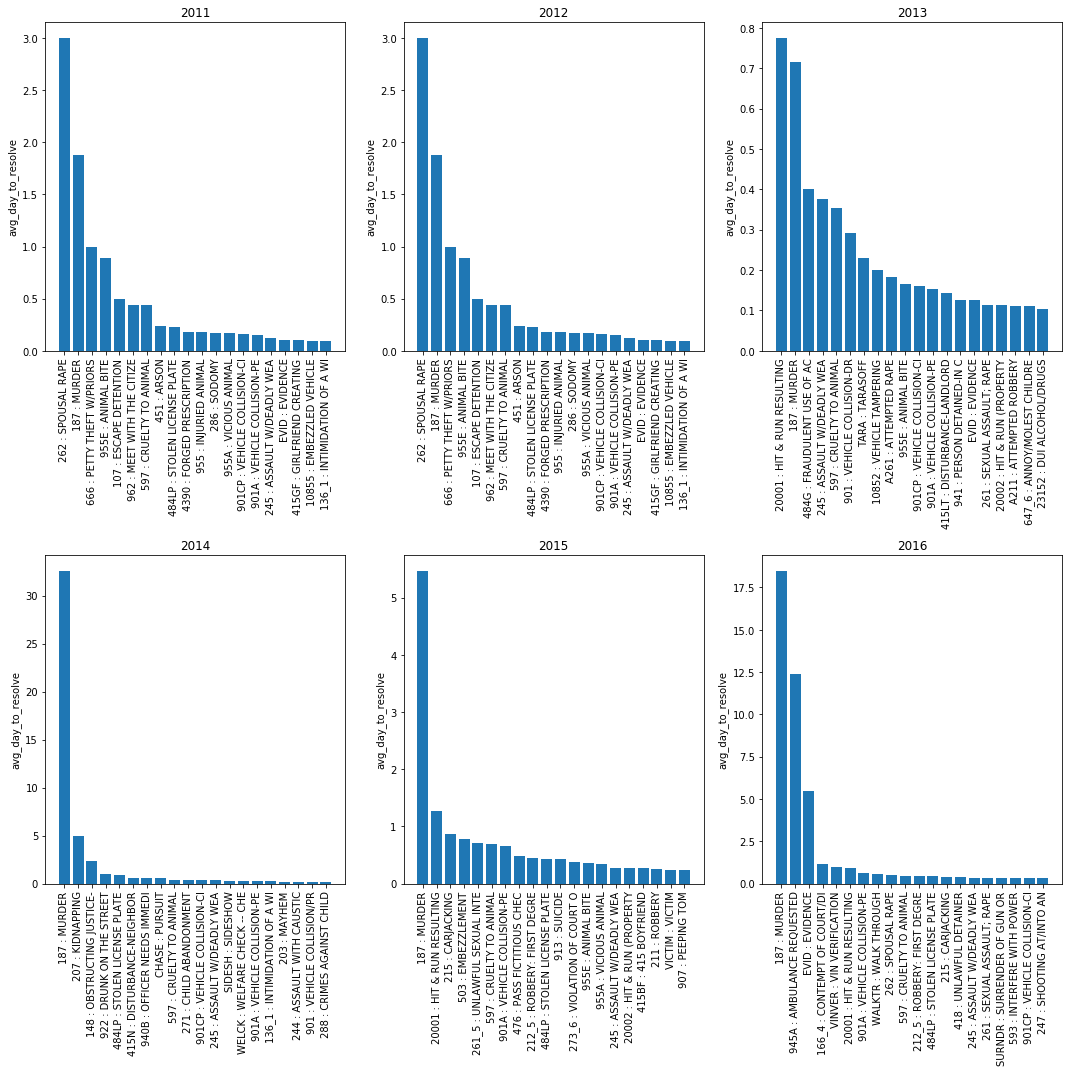 2011
avg_day_to_resolve
3.0
2.5
2.0
1.5
1.0
0.5
0.0
262 : SPOUSAL RAPE
187 : MURDER
666 : PETTY THEFT W/PRIORS
955E : ANIMAL BITE
107 : ESCAPE DETENTION
962 : MEET WITH THE CITIZE
597 : CRUELTY TO ANIMAL
451 : ARSON
484LP : STOLEN LICENSE PLATE
4390 : FORGED PRESCRIPTION
955 : INJURIED ANIMAL
286 : SODOMY
955A : VICIOUS ANIMAL
901CP : VEHICLE COLLISION-CI
901A : VEHICLE COLLISION-PE
245 : ASSAULT W/DEADLY WEA
EVID : EVIDENCE
415GF : GIRLFRIEND CREATING
10855 : EMBEZZLED VEHICLE
136_1 : INTIMIDATION OF A WI
2012
avg_day_to_resolve
3.0
2.5
2.0
1.5
1.0
0.5
0.0
262 : SPOUSAL RAPE
187 : MURDER
666 : PETTY THEFT W/PRIORS
955E : ANIMAL BITE
107 : ESCAPE DETENTION
962 : MEET WITH THE CITIZE
597 : CRUELTY TO ANIMAL
451 : ARSON
484LP : STOLEN LICENSE PLATE
4390 : FORGED PRESCRIPTION
955 : INJURIED ANIMAL
286 : SODOMY
955A : VICIOUS ANIMAL
901CP : VEHICLE COLLISION-CI
901A : VEHICLE COLLISION-PE
245 : ASSAULT W/DEADLY WEA
EVID : EVIDENCE
415GF : GIRLFRIEND CREATING
10855 : EMBEZZLED VEHICLE
136_1 : INTIMIDATION OF A WI
2013
avg_day_to_resolve
0.8
0.7
0.6
0.5
0.4
0.3
0.2
0.1
0.0
20001 : HIT & RUN RESULTING
187 : MURDER
484G : FRAUDULENT USE OF AC
245 : ASSAULT W/DEADLY WEA
597 : CRUELTY TO ANIMAL
901 : VEHICLE COLLISION-DR
TARA : TARASOFF
10852 : VEHICLE TAMPERING
A261 : ATTEMPTED RAPE
955E : ANIMAL BITE
901CP : VEHICLE COLLISION-CI
901A : VEHICLE COLLISION-PE
415LT : DISTURBANCE-LANDLORD
941 : PERSON DETAINED-IN C
EVID : EVIDENCE
261 : SEXUAL ASSAULT; RAPE
20002 : HIT & RUN (PROPERTY
A211 : ATTEMPTED ROBBERY
647_6 : ANNOY/MOLEST CHILDRE
23152 : DUI ALCOHOL/DRUGS
2014
avg_day_to_resolve
30
25
20
15
10
5
0
187 : MURDER
207 : KIDNAPPING
148 : OBSTRUCTING JUSTICE-
922 : DRUNK ON THE STREET
484LP : STOLEN LICENSE PLATE
415N : DISTURBANCE-NEIGHBOR
940B : OFFICER NEEDS IMMEDI
CHASE : PURSUIT
597 : CRUELTY TO ANIMAL
271 : CHILD ABANDONMENT
901CP : VEHICLE COLLISION-CI
245 : ASSAULT W/DEADLY WEA
SIDESH : SIDESHOW
WELCK : WELFARE CHECK -- CHE
901A : VEHICLE COLLISION-PE
136_1 : INTIMIDATION OF A WI
203 : MAYHEM
244 : ASSAULT WITH CAUSTIC
901 : VEHICLE COLLISION/PR
288 : CRIMES AGAINST CHILD
2015
avg_day_to_resolve
5
4
3
2
1
0
187 : MURDER
20001 : HIT & RUN RESULTING
215 : CARJACKING
503 : EMBEZZLEMENT
261_5 : UNLAWFUL SEXUAL INTE
597 : CRUELTY TO ANIMAL
901A : VEHICLE COLLISION-PE
476 : PASS FICTITIOUS CHEC
212_5 : ROBBERY: FIRST DEGRE
484LP : STOLEN LICENSE PLATE
913 : SUICIDE
273_6 : VIOLATION OF COURT O
955E : ANIMAL BITE
955A : VICIOUS ANIMAL
245 : ASSAULT W/DEADLY WEA
20002 : HIT & RUN (PROPERTY
415BF : 415 BOYFRIEND
211 : ROBBERY
VICTIM : VICTIM
907 : PEEPING TOM
2016
avg_day_to_resolve
17.5
15.0
12.5
10.0
7.5
5.0
2.5
0.0
187 : MURDER
945A : AMBULANCE REQUESTED
EVID : EVIDENCE
166_4 : CONTEMPT OF COURT/DI
VINVER : VIN VERIFICATION
20001 : HIT & RUN RESULTING
901A : VEHICLE COLLISION-PE
WALKTR : WALK THROUGH
262 : SPOUSAL RAPE
597 : CRUELTY TO ANIMAL
212_5 : ROBBERY: FIRST DEGRE
484LP : STOLEN LICENSE PLATE
215 : CARJACKING
418 : UNLAWFUL DETAINER
245 : ASSAULT W/DEADLY WEA
261 : SEXUAL ASSAULT; RAPE
SURNDR : SURRENDER OF GUN OR
593 : INTERFERE WITH POWER
901CP : VEHICLE COLLISION-CI
247 : SHOOTING AT/INTO AN